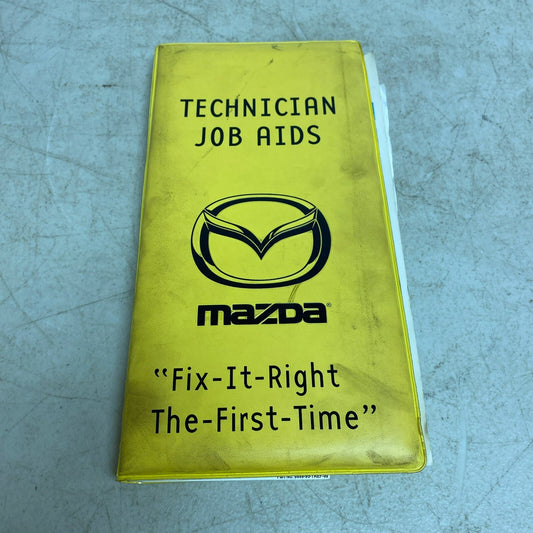 TECHNICIAN
JOB AIDS
mazda®
“Fix-It-Right
The-First-Time”